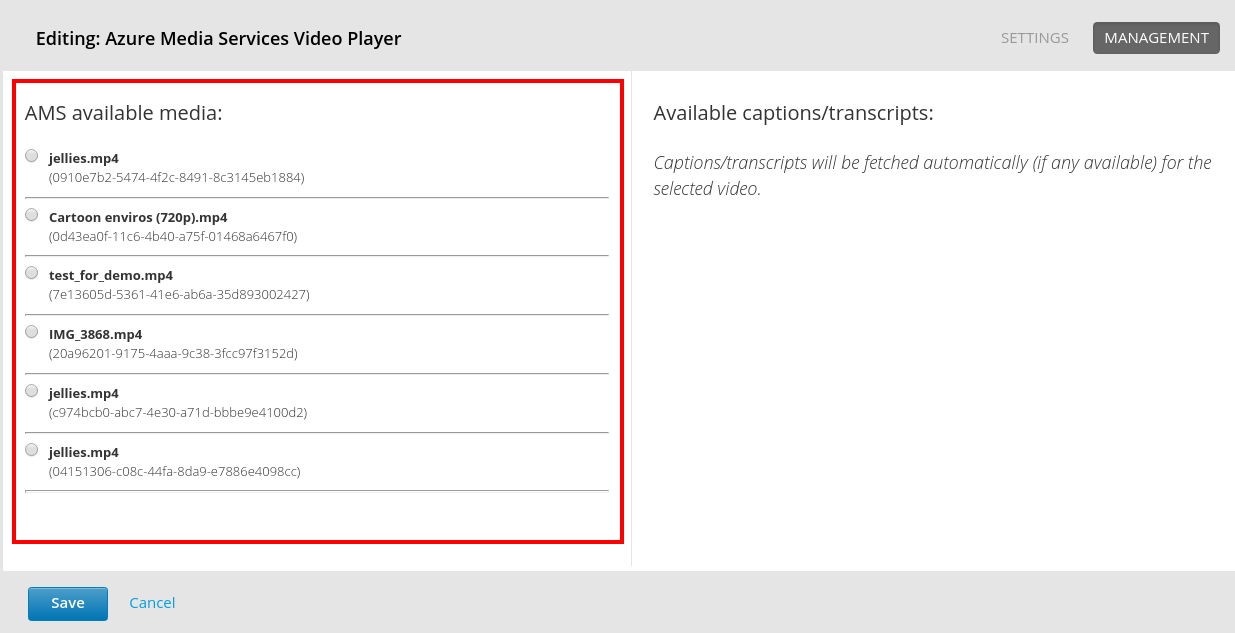 Editing: Azure Media Services Video Player
SETTINGS
MANAGEMENT
AMS available media:
jellies.mp4
(0910e7b2-5474-4f2c-8491-8c3145eb1884)
Cartoon enviros (720p).mp4
(0d43ea0f-11c6-4b40-a75f-01468a6467f0)
test_for_demo.mp4
(7e13605d-5361-41e6-ab6a-35d893002427)
IMG_3868.mp4
(20a96201-9175-4aaa-9c38-3fcc97f3152d)
jellies.mp4
(c974bcb0-abc7-4e30-a71d-bbbe9e4100d2)
jellies.mp4
(04151306-c08c-44fa-8da9-e7886e4098cc)
Available captions/transcripts:
Captions/transcripts will be fetched automatically (if any available) for the
selected video.
Save
Cancel